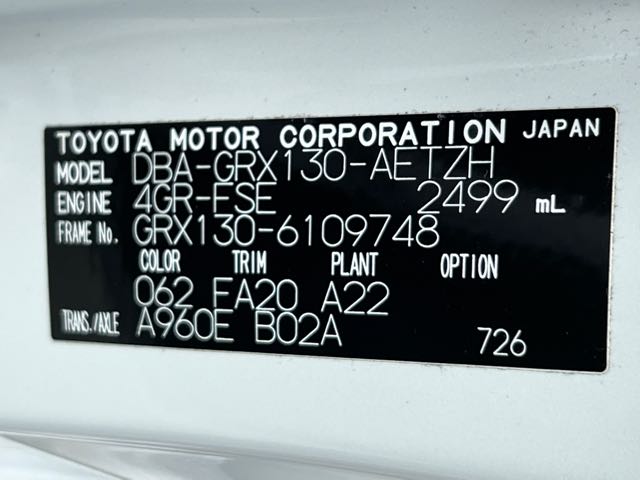 TOYOTA MOTOR CORPORATION JAPAN
MODEL DBA-GRX130-AETZH
ENGINE 4GR-FSE 2499 mL
FRAME No. GRX130-6109748
COLOR TRIM PLANT OPTION
062 FA20 A22
TRANS./AXLE A960E B02A
726